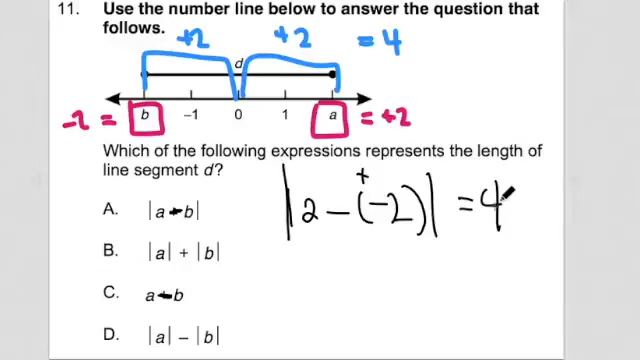 11. Use the number line below to answer the question that
follows.
+2 +2 = 4
d
-2 = b −1 0 1 a = +2
Which of the following expressions represents the length of
line segment d?
+
|2 - (-2)| = 4
A. |a - b|
B. |a| + |b|
C. a - b
D. |a| − |b|